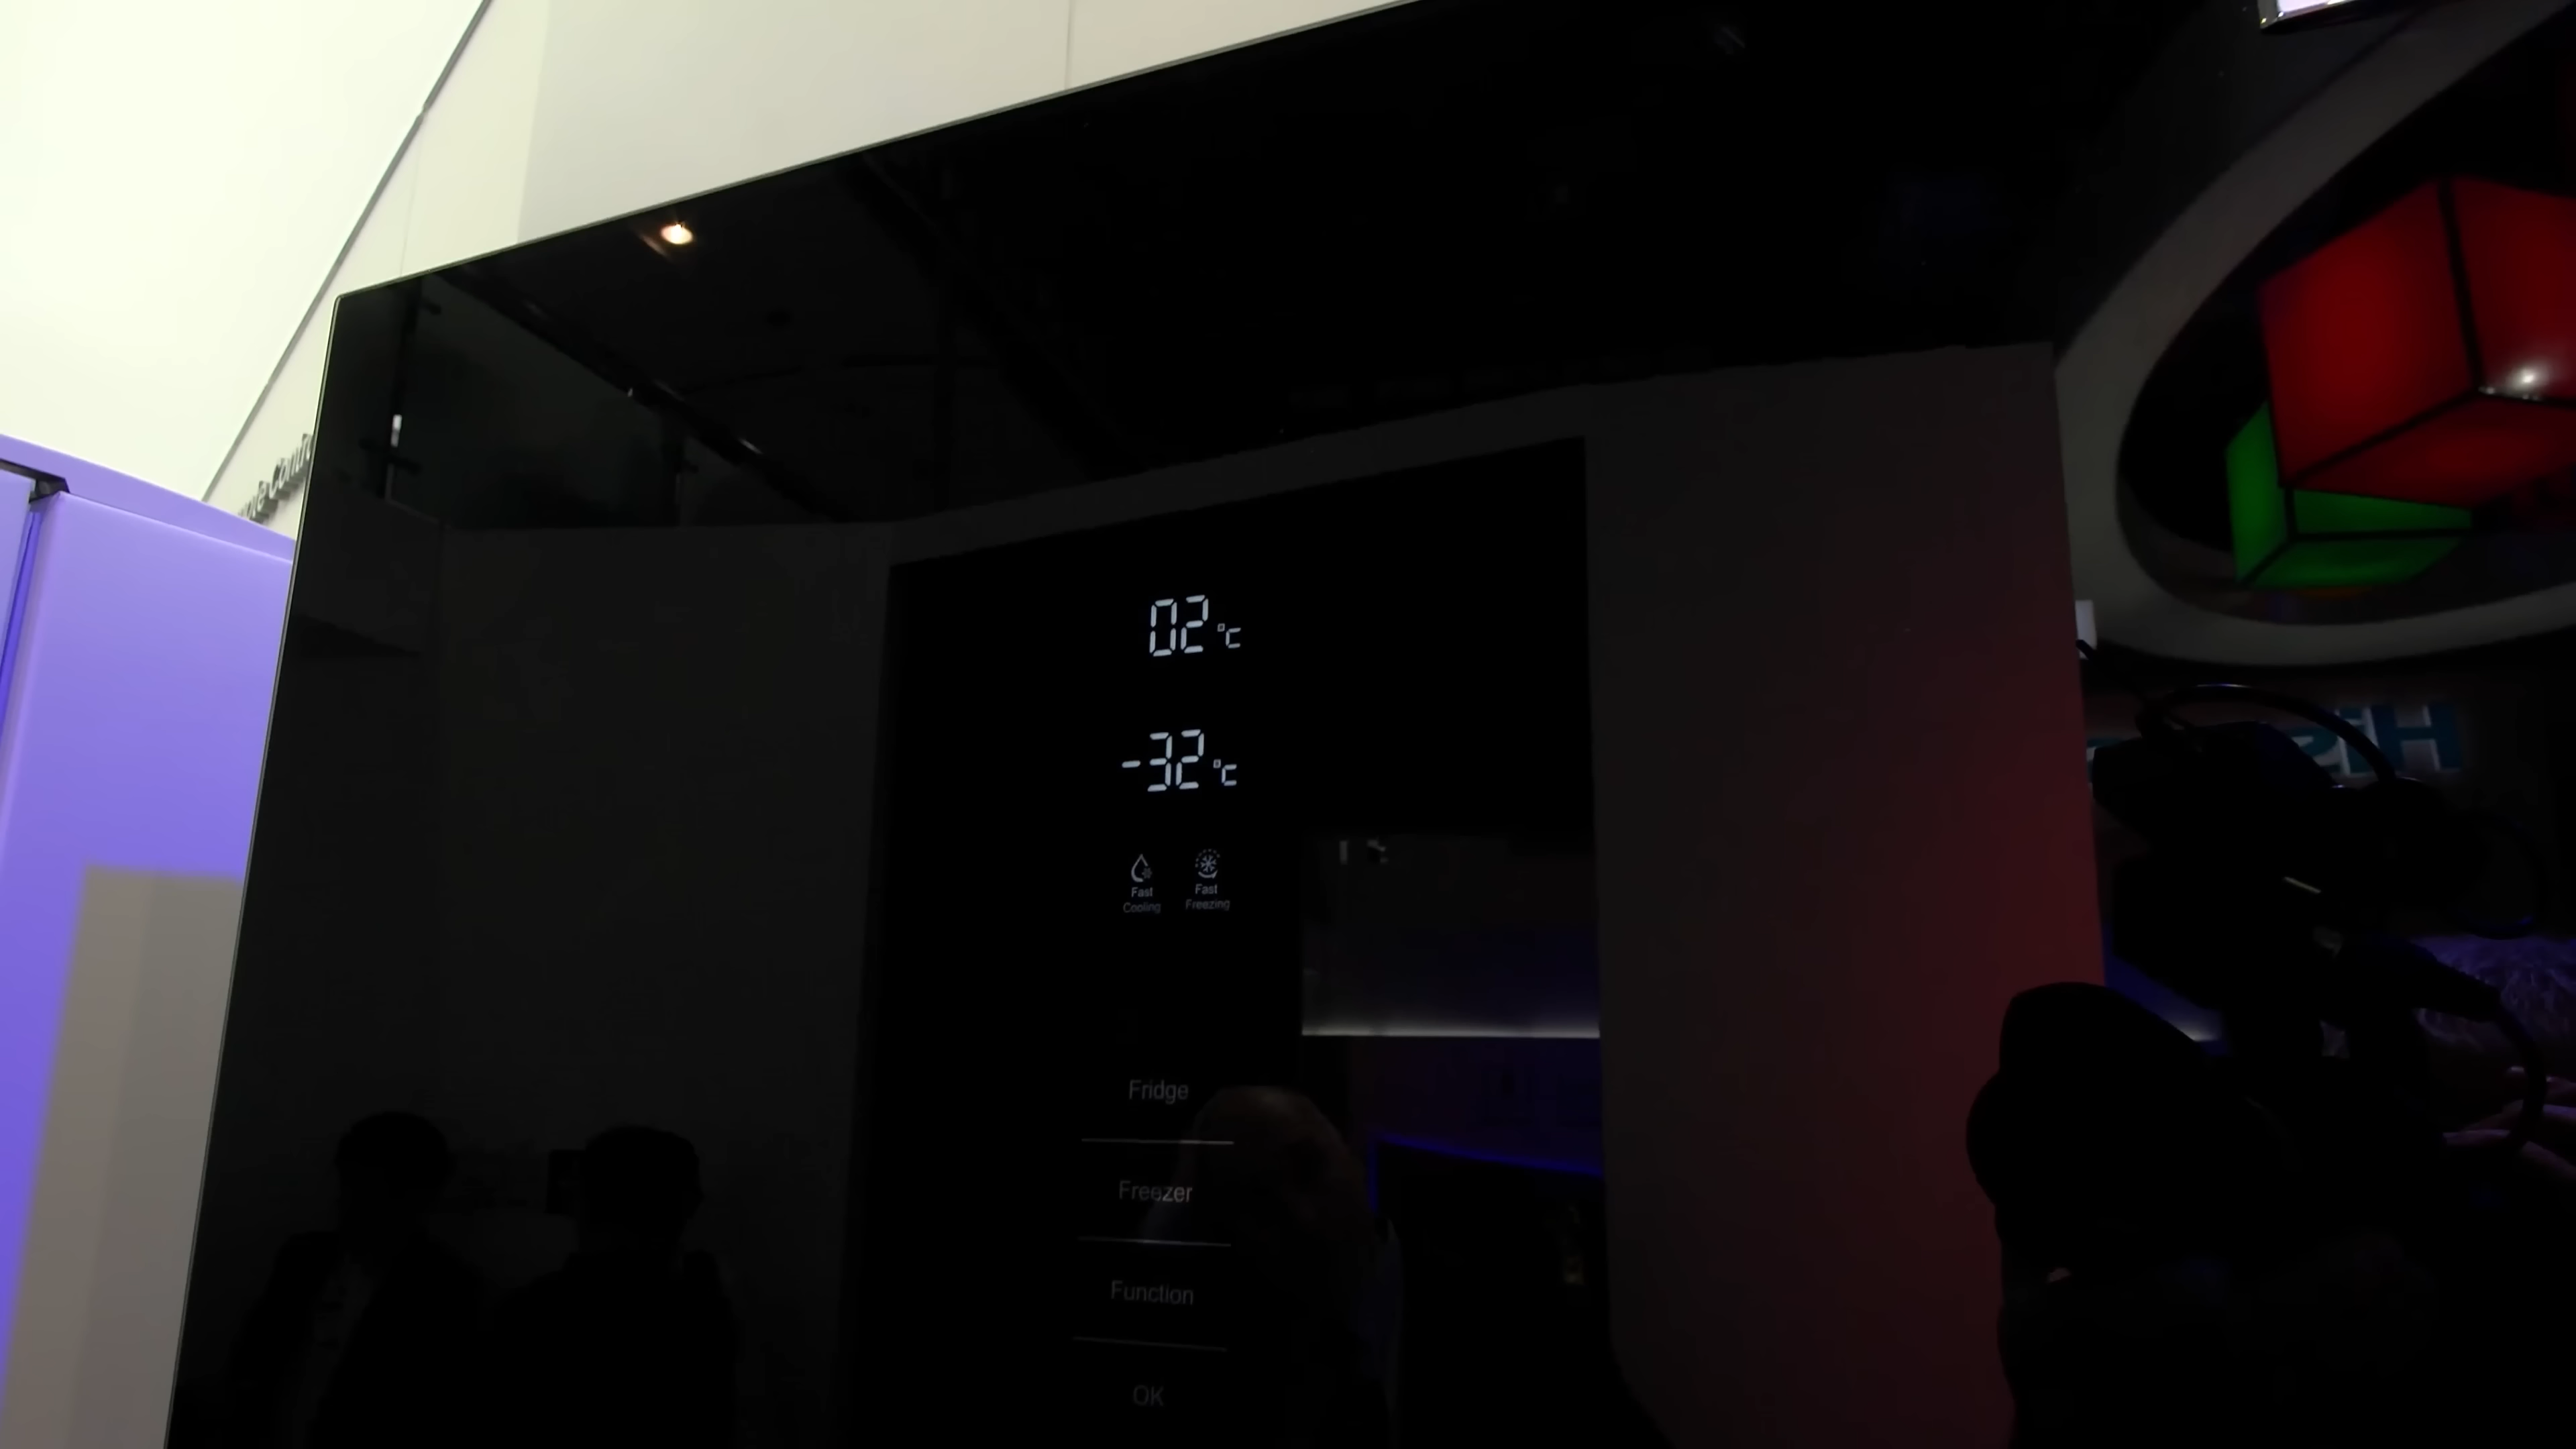 02°C
-32°C
Fast Cooling
Fast Freezing
Fridge
Freezer
Function
OK